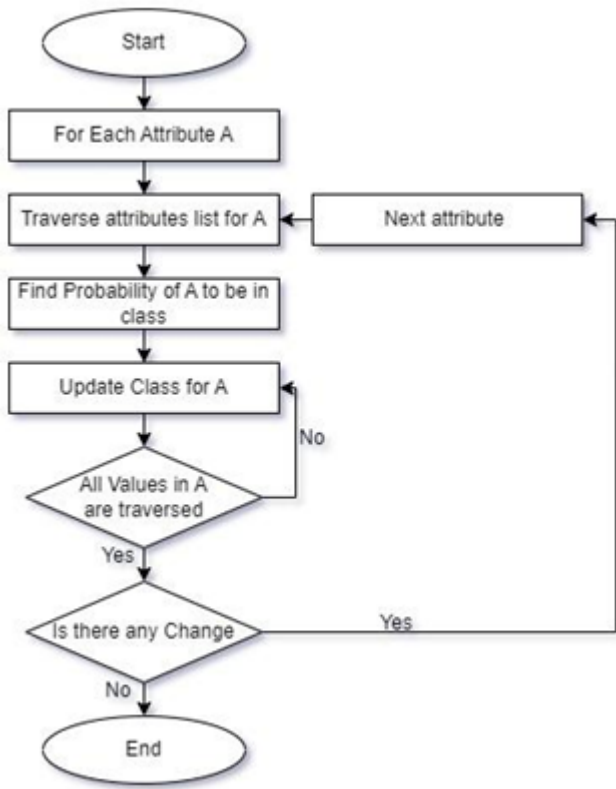 Start
For Each Attribute A
Traverse attributes list for A
Next attribute
Find Probability of A to be in
class
Update Class for A
No
All Values in A
are traversed
Yes
Is there any Change
Yes
No
End